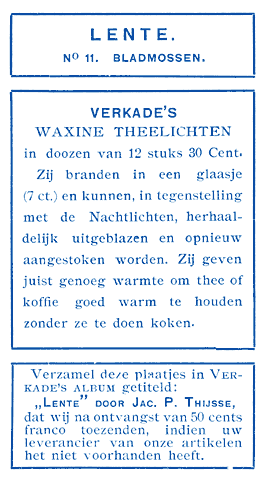 LENTE.
No 11. BLADMOSSEN.
VERKADE'S
WAXINE THEELICHTEN
in doozen van 12 stuks 30 Cent.
Zij branden in een glaasje
(7 ct.) en kunnen, in tegenstelling
met de Nachtlichten, herhaal-
delijk uitgeblazen en opnieuw
aangestoken worden. Zij geven
juist genoeg warmte om thee of
koffie goed warm te houden
zonder ze te doen koken.
Verzamel deze plaatjes in VER-
KADE'S ALBUM getiteld:
„LENTE" DOOR JAC. P. THIJSSE,
dat wij na ontvangst van 50 cents
franco toezenden, indien uw
leverancier van onze artikelen
het niet voorhanden heeft.